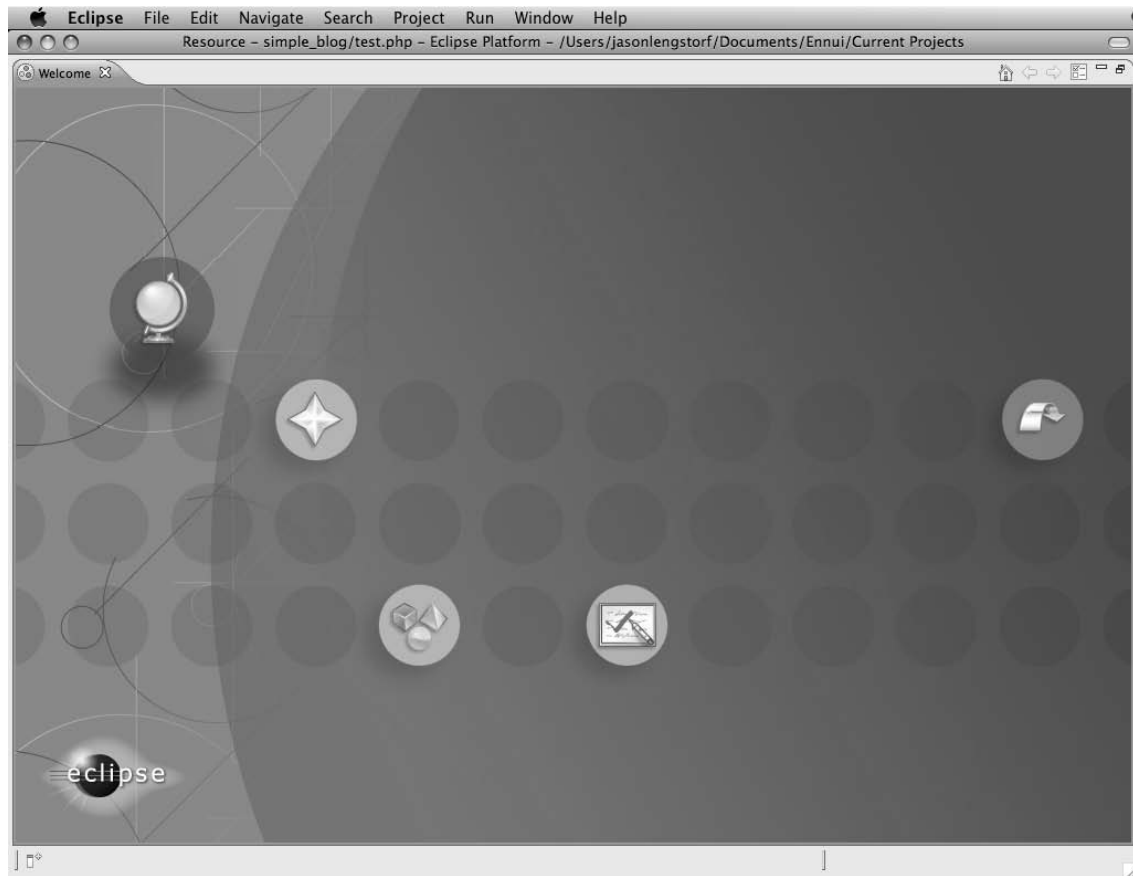 Eclipse File Edit Navigate Search Project Run Window Help
Resource – simple_blog/test.php – Eclipse Platform – /Users/jasonlengstorf/Documents/Ennui/Current Projects
Welcome
eclipse